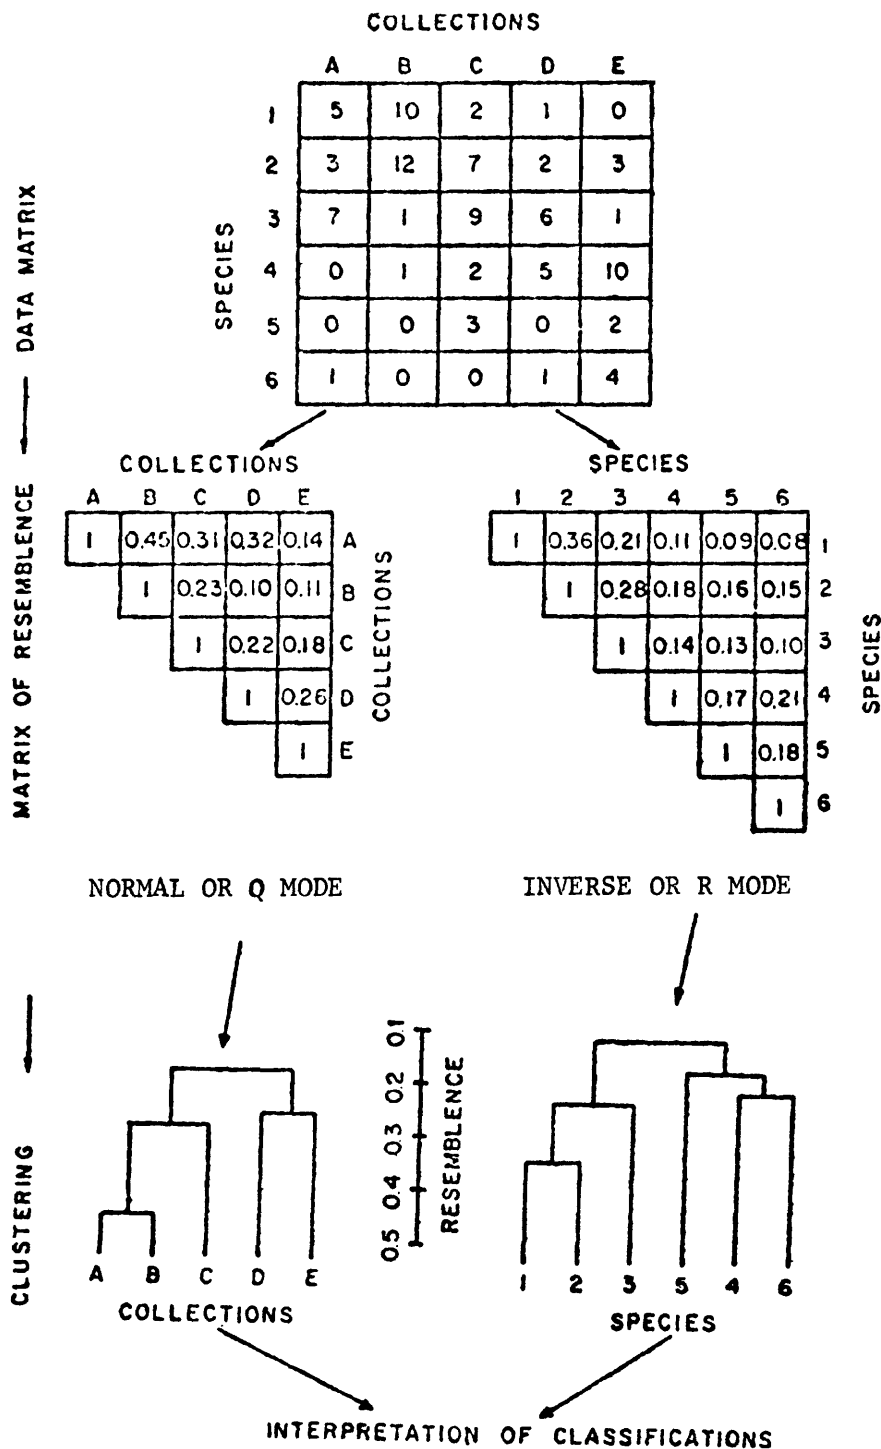 COLLECTIONS
A B C D E
1 5 10 2 1 0
2 3 12 7 2 3
3 7 1 9 6 1
4 0 1 2 5 10
5 0 0 3 0 2
6 1 0 0 1 4
SPECIES
DATA MATRIX
MATRIX OF RESEMBLENCE
CLUSTERING
COLLECTIONS
A B C D E
1 0.45 0.31 0.32 0.14 A
1 0.23 0.10 0.11 B
1 0.22 0.18 C
1 0.26 D
1 E
COLLECTIONS
SPECIES
1 2 3 4 5 6
1 0.36 0.21 0.11 0.09 0.08 1
1 0.28 0.18 0.16 0.15 2
1 0.14 0.13 0.10 3
1 0.17 0.21 4
1 0.18 5
1 6
SPECIES
NORMAL OR Q MODE
INVERSE OR R MODE
0.1
0.2
0.3
0.4
0.5
RESEMBLENCE
A B C D E
COLLECTIONS
1 2 3 5 4 6
SPECIES
INTERPRETATION OF CLASSIFICATIONS